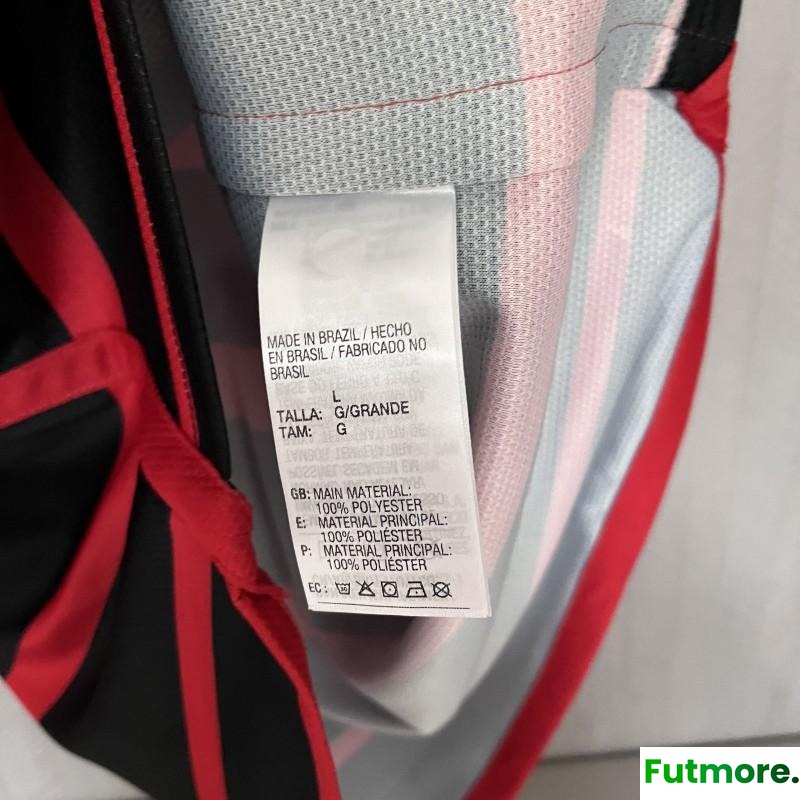 MADE IN BRAZIL / HECHO
EN BRASIL / FABRICADO NO
BRASIL
L
TALLA: G/GRANDE
TAM: G
GB: MAIN MATERIAL:
100% POLYESTER
E: MATERIAL PRINCIPAL:
100% POLIÉSTER
P: MATERIAL PRINCIPAL:
100% POLIÉSTER
EC:
Futmore.